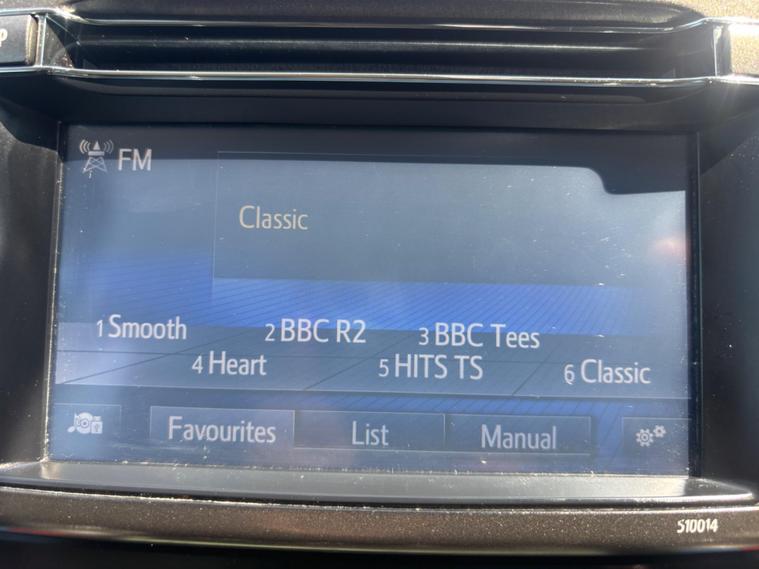 P
FM
Classic
1 Smooth
2 BBC R2
3 BBC Tees
4 Heart
5 HITS TS
6 Classic
Favourites
List
Manual
510014